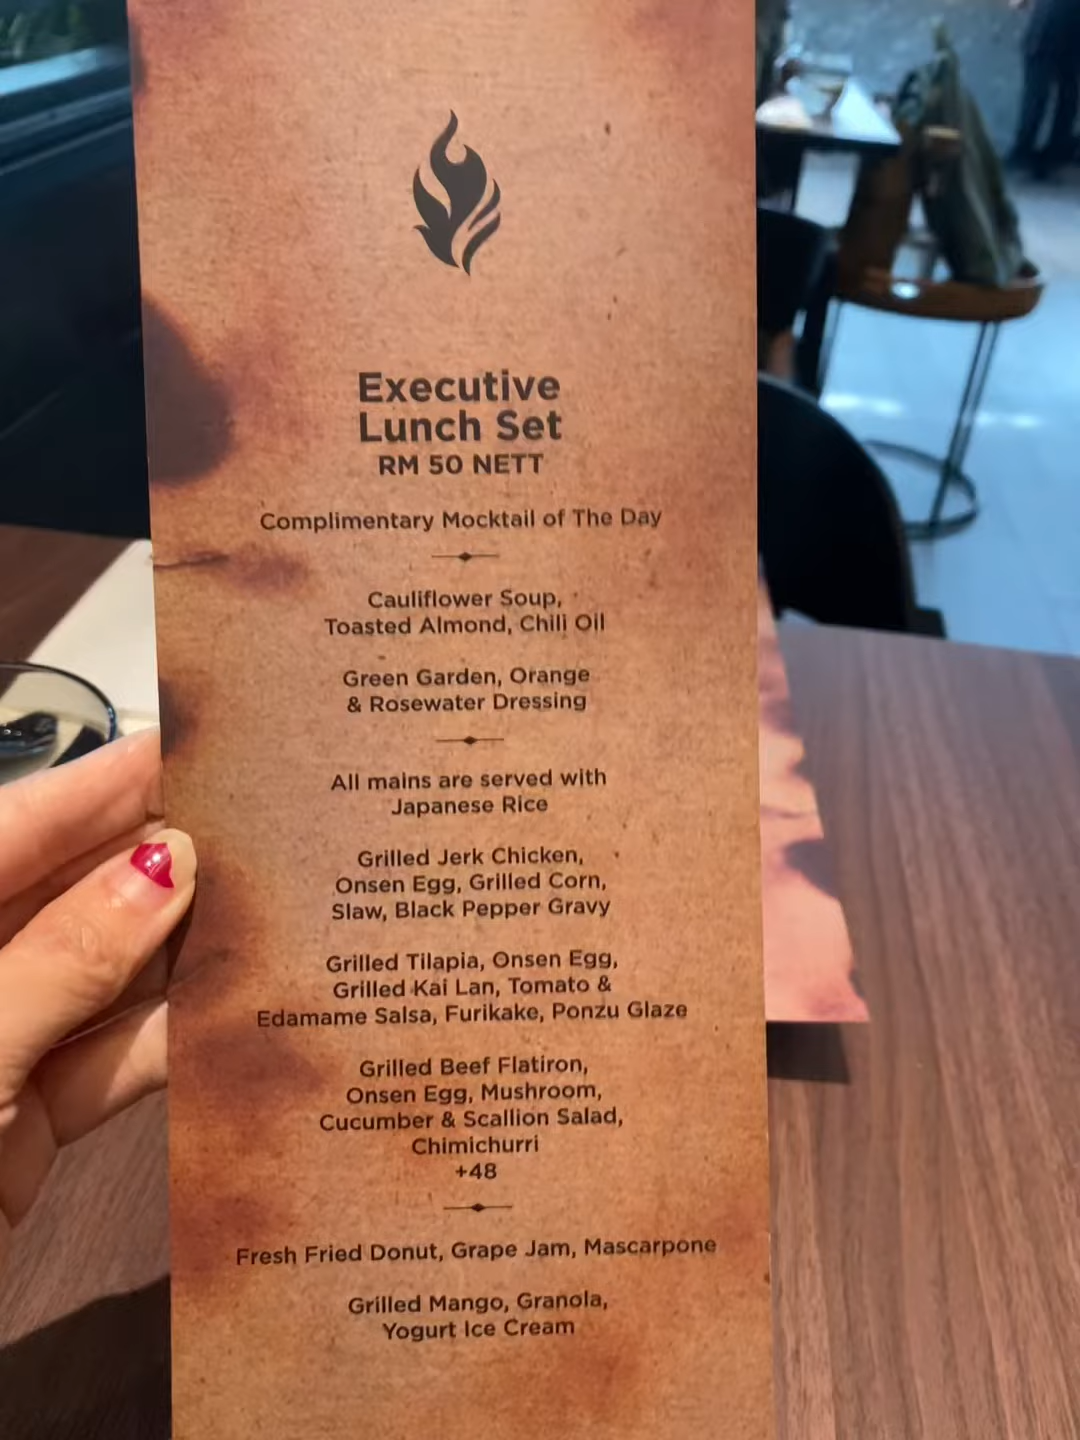 Executive
Lunch Set
RM 50 NETT
Complimentary Mocktail of The Day
Cauliflower Soup,
Toasted Almond, Chili Oil
Green Garden, Orange
& Rosewater Dressing
All mains are served with
Japanese Rice
Grilled Jerk Chicken,
Onsen Egg, Grilled Corn,
Slaw, Black Pepper Gravy
Grilled Tilapia, Onsen Egg,
Grilled Kai Lan, Tomato &
Edamame Salsa, Furikake, Ponzu Glaze
Grilled Beef Flatiron,
Onsen Egg, Mushroom,
Cucumber & Scallion Salad,
Chimichurri
+48
Fresh Fried Donut, Grape Jam, Mascarpone
Grilled Mango, Granola,
Yogurt Ice Cream